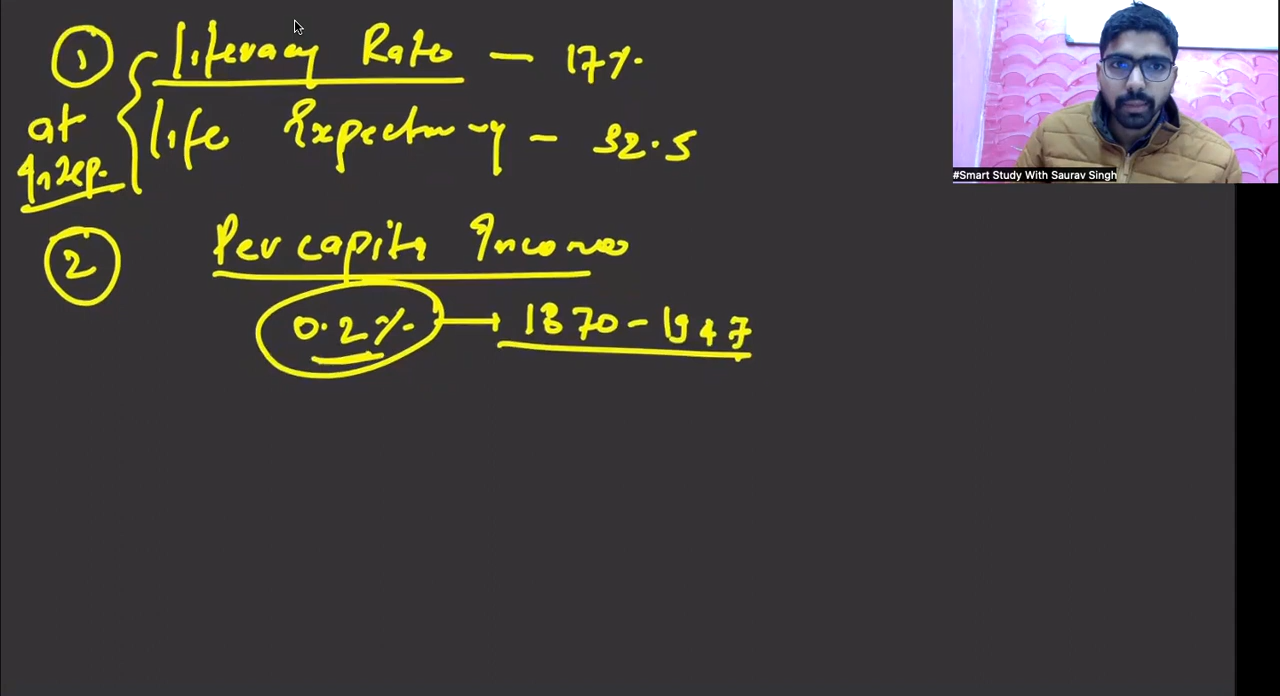 ① Literacy Rate — 17%
at Indep.
Life Expectancy - 32.5
② Per capita Income
0.2% → 1870-1947
#Smart Study With Saurav Singh